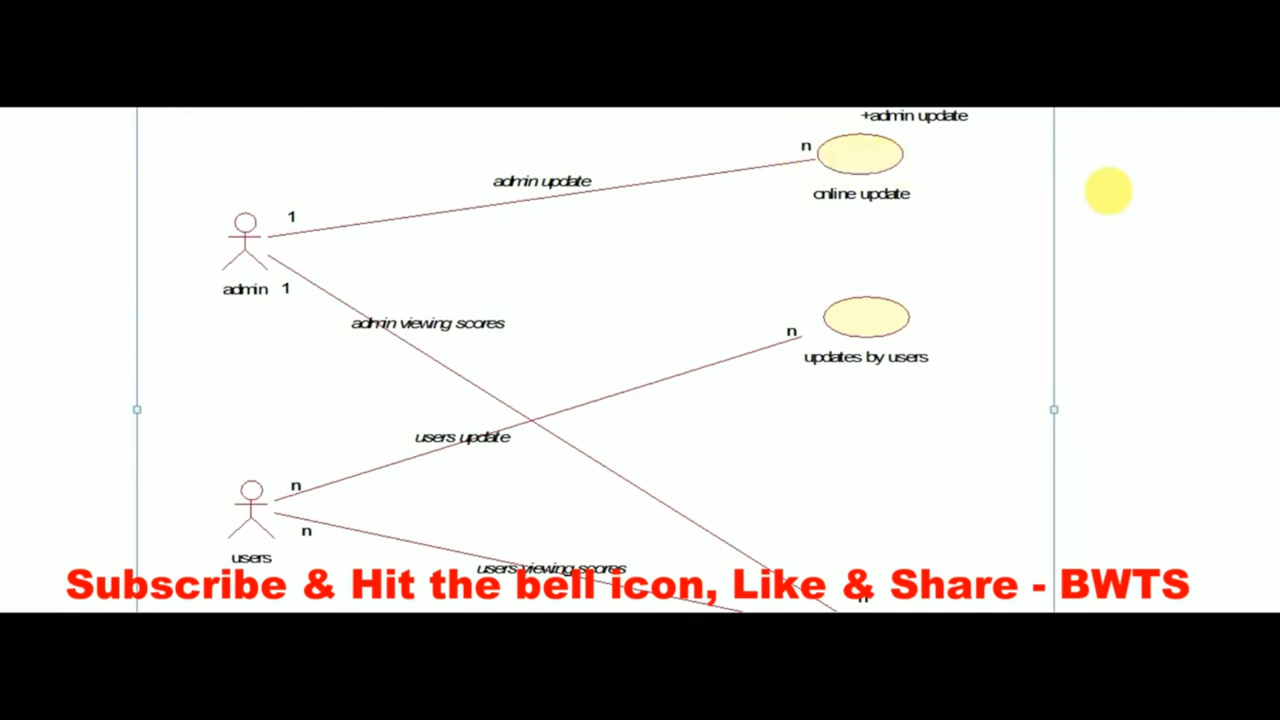 +admin update
n
admin update
online update
1
admin 1
admin viewing scores
n
updates by users
users update
n
n
users
users viewing scores
n
Subscribe & Hit the bell icon, Like & Share - BWTS